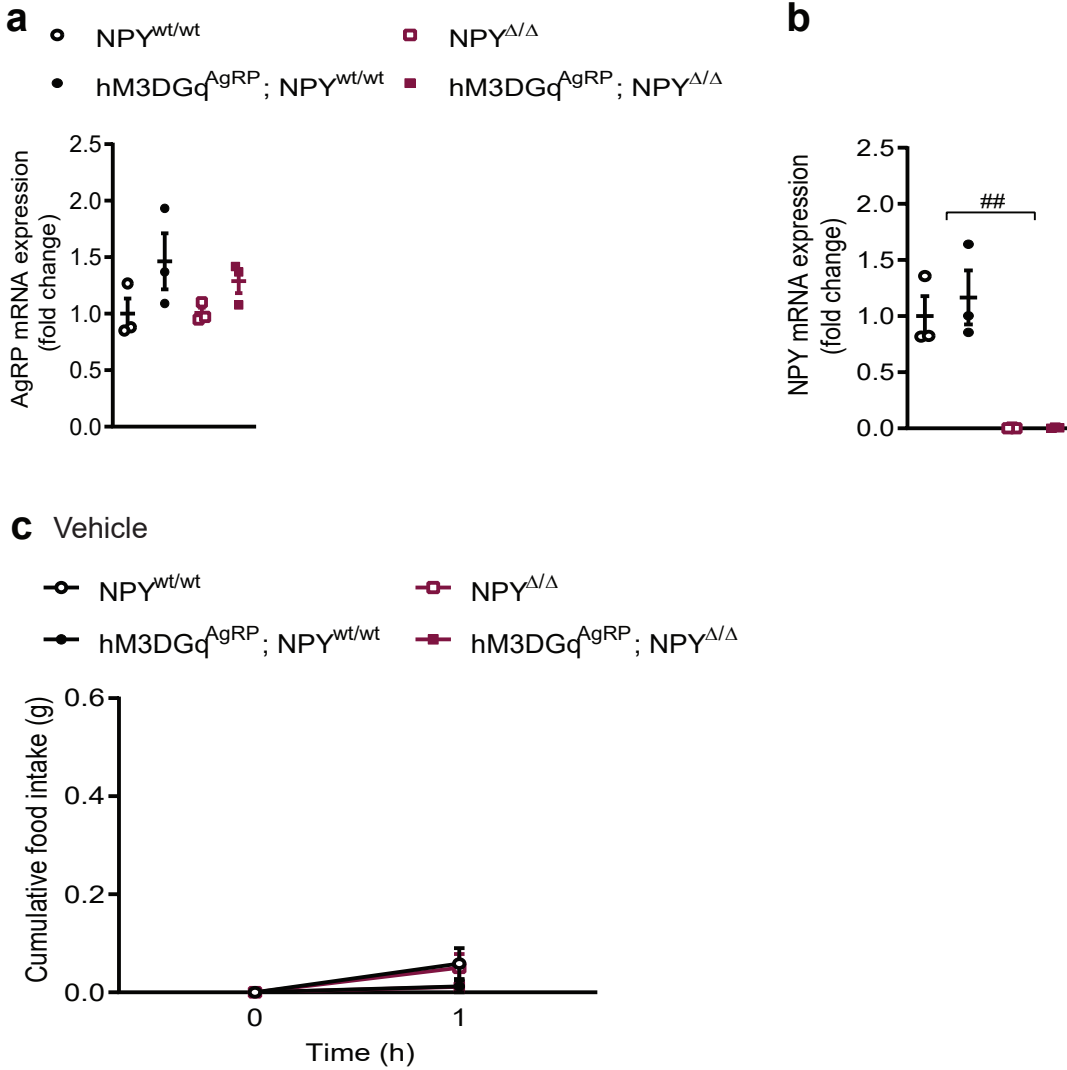 a
NPY^wt/wt NPY^Δ/Δ
hM3DGq^AgRP; NPY^wt/wt hM3DGq^AgRP; NPY^Δ/Δ
AgRP mRNA expression
(fold change)
2.5
2.0
1.5
1.0
0.5
0.0
b
NPY mRNA expression
(fold change)
2.5
2.0
1.5
1.0
0.5
0.0
##
c Vehicle
NPY^wt/wt NPY^Δ/Δ
hM3DGq^AgRP; NPY^wt/wt hM3DGq^AgRP; NPY^Δ/Δ
Cumulative food intake (g)
0.6
0.4
0.2
0.0
0 1
Time (h)